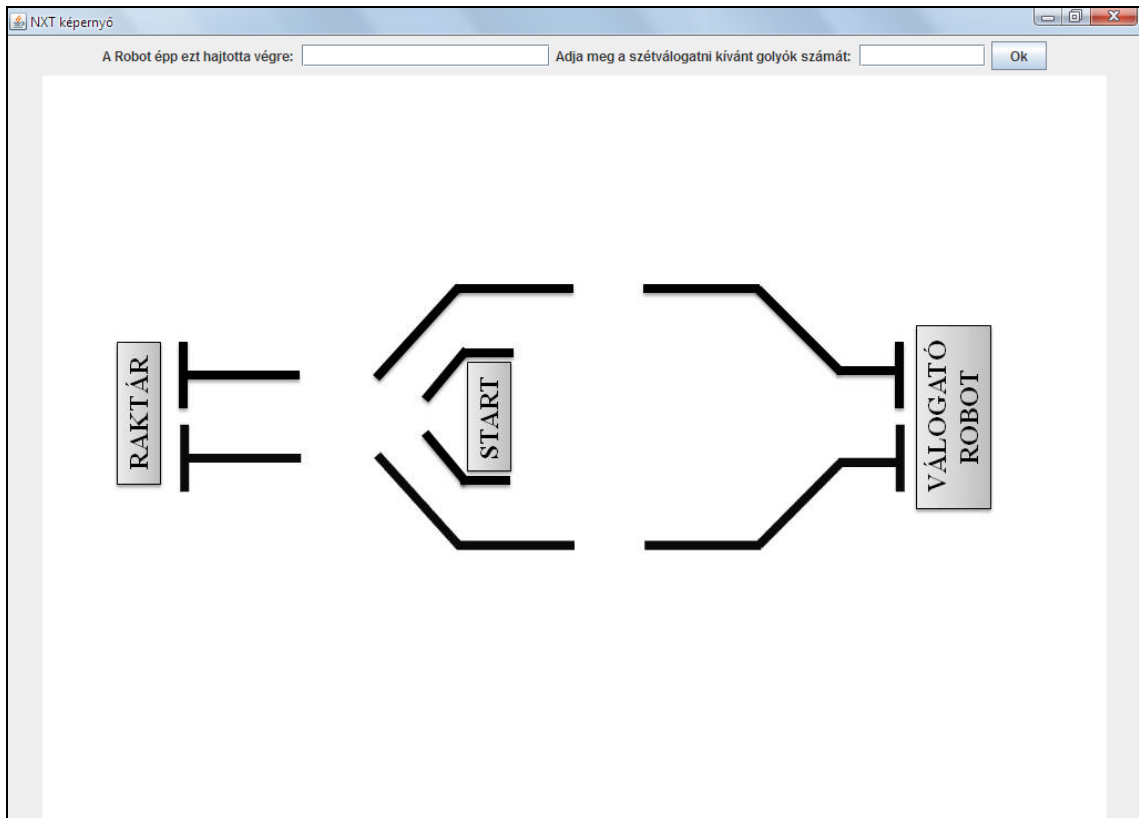 NXT képernyő
A Robot épp ezt hajtotta végre:
Adja meg a szétválogatni kívánt golyók számát:
Ok
RAKTÁR
START
VÁLOGATÓ
ROBOT